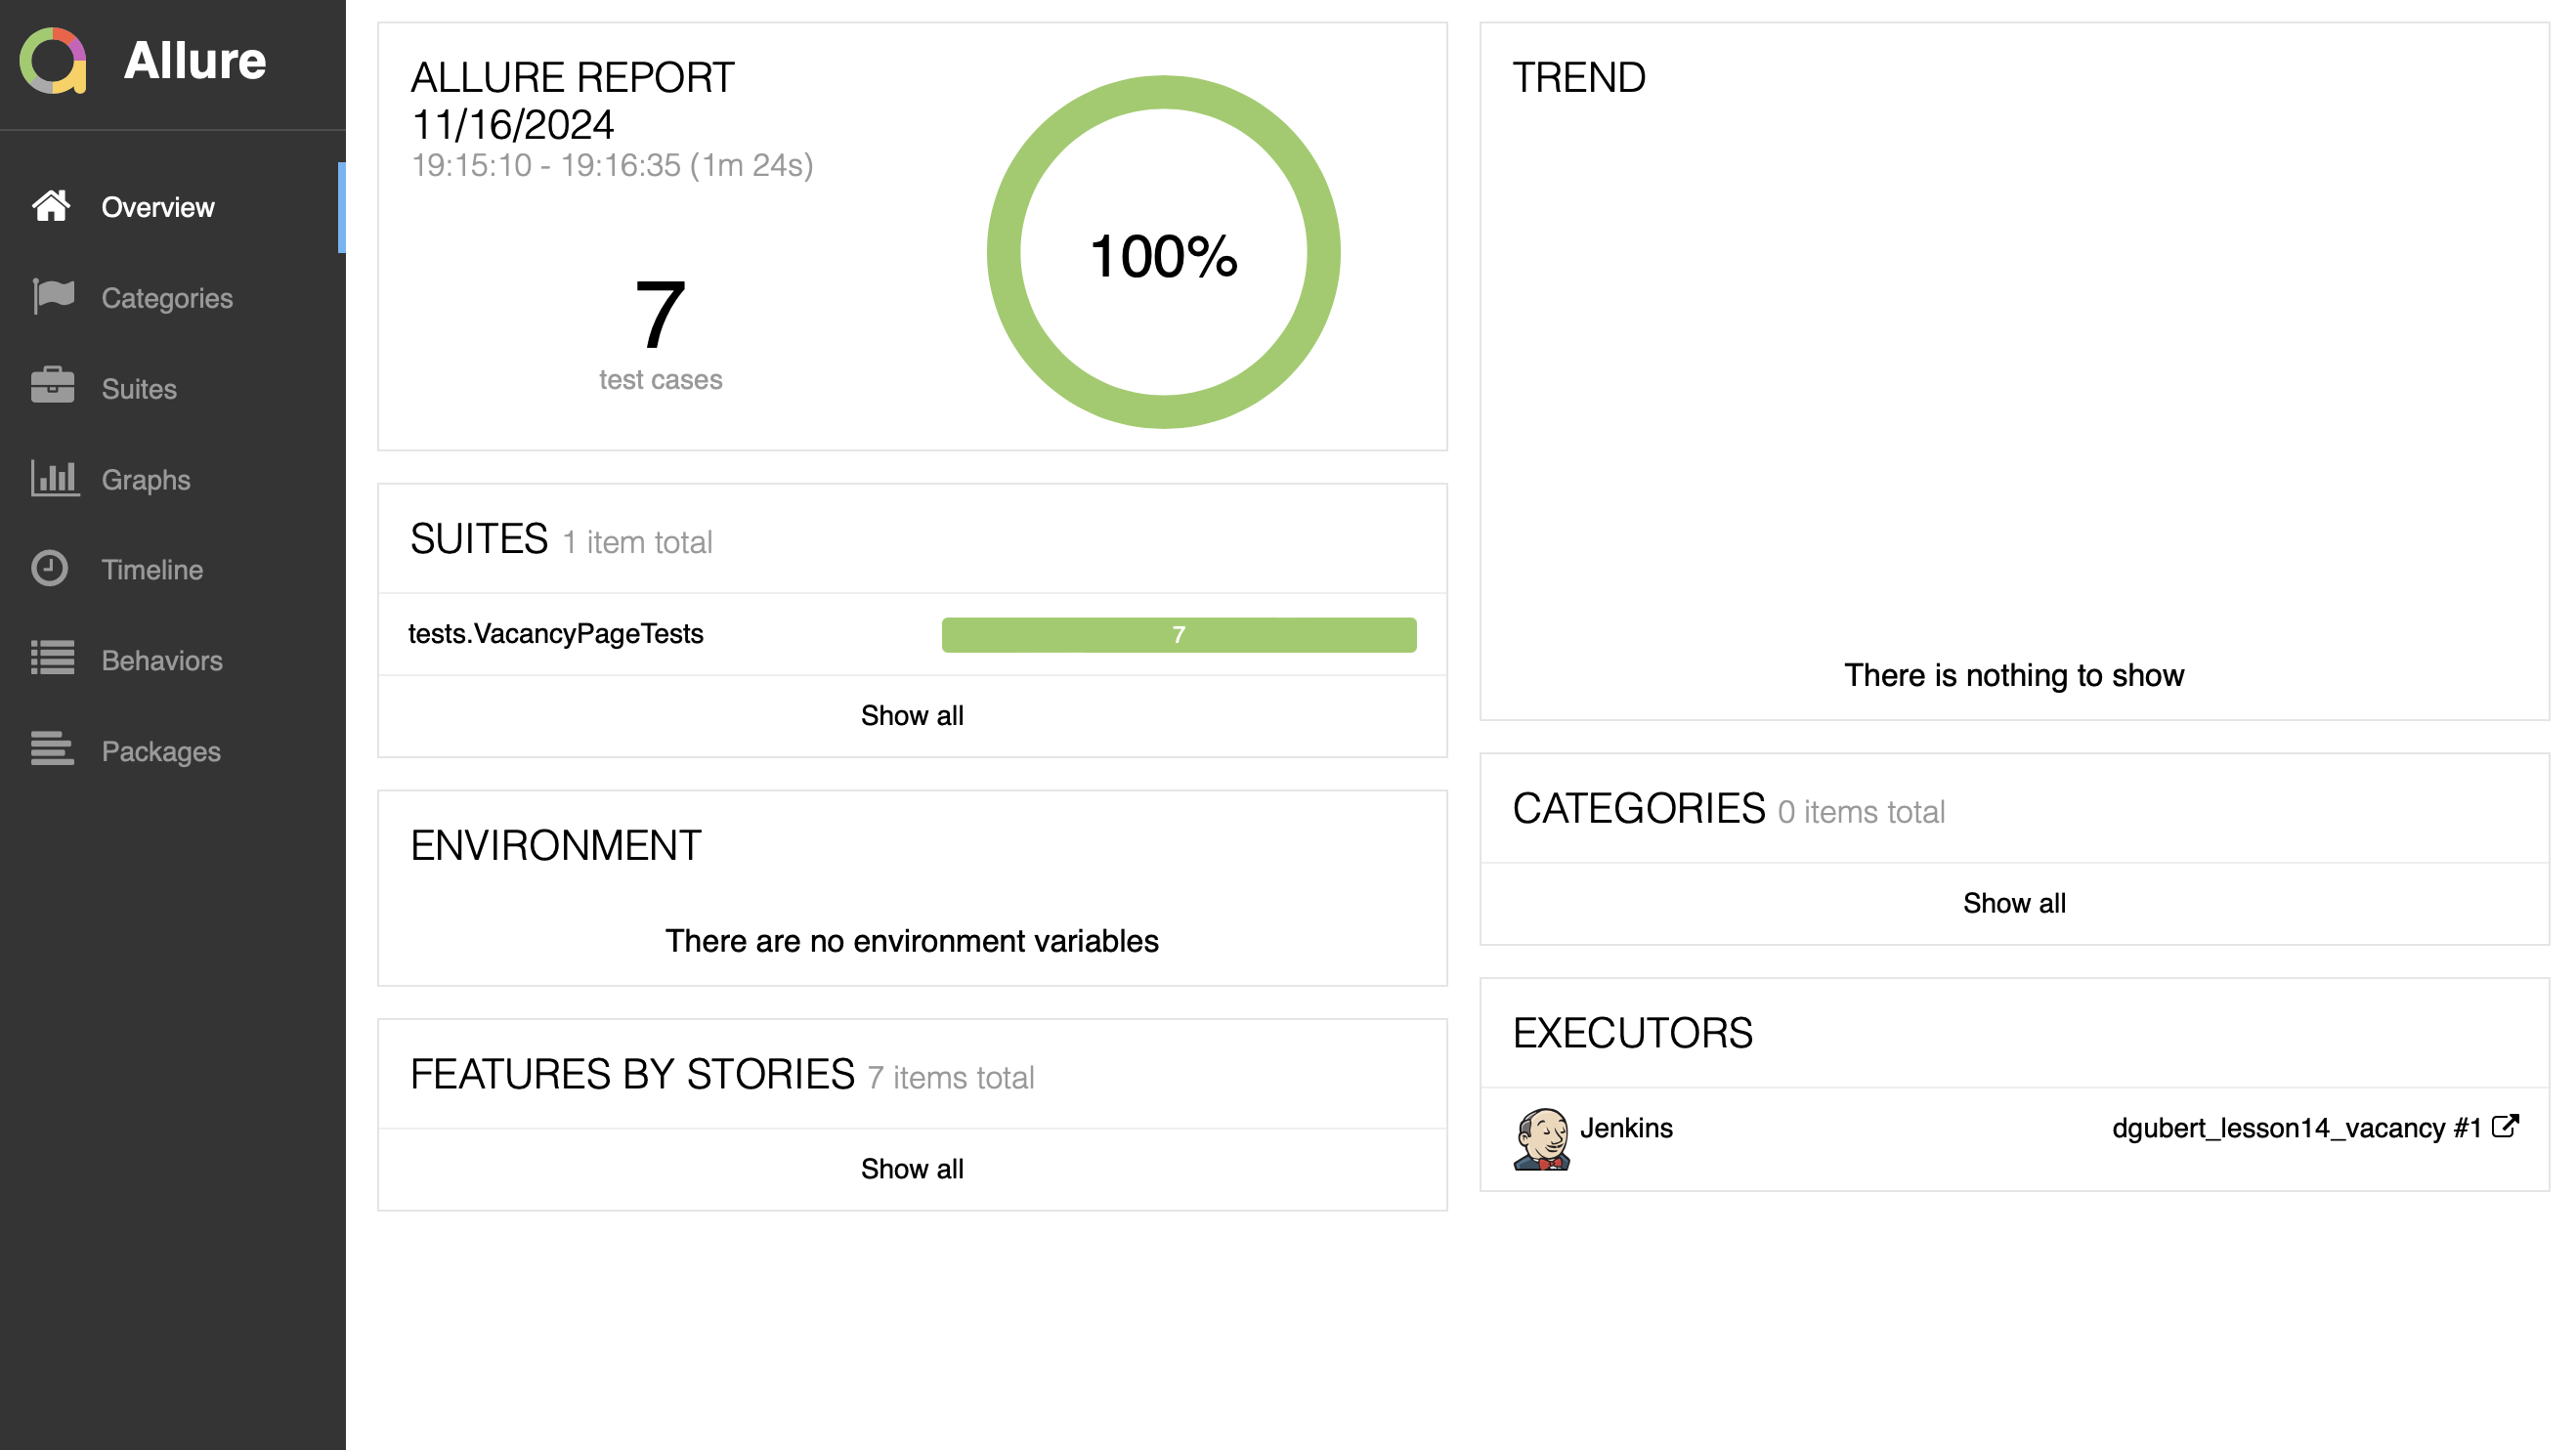 Allure
Overview
Categories
Suites
Graphs
Timeline
Behaviors
Packages
ALLURE REPORT
11/16/2024
19:15:10 - 19:16:35 (1m 24s)
7
test cases
100%
SUITES 1 item total
tests.VacancyPageTests 7
Show all
ENVIRONMENT
There are no environment variables
FEATURES BY STORIES 7 items total
Show all
TREND
There is nothing to show
CATEGORIES 0 items total
Show all
EXECUTORS
Jenkins dgubert_lesson14_vacancy #1